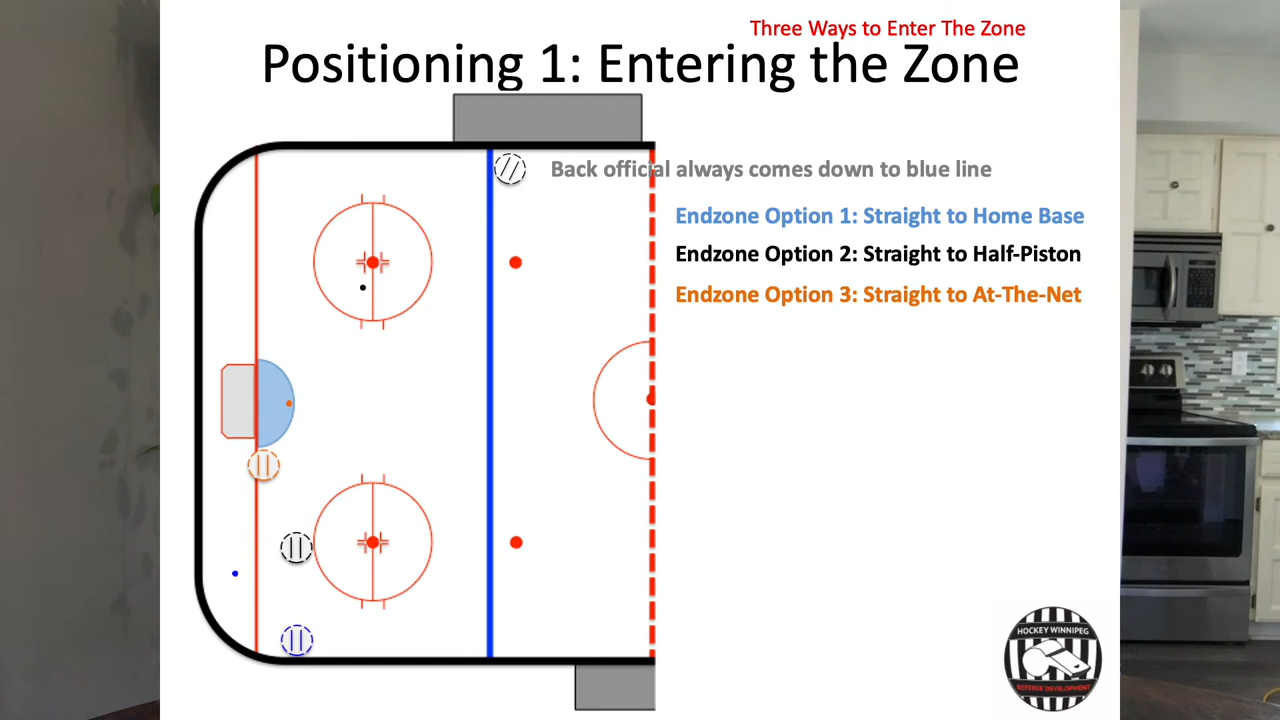 Three Ways to Enter The Zone
Positioning 1: Entering the Zone
Back official always comes down to blue line
Endzone Option 1: Straight to Home Base
Endzone Option 2: Straight to Half-Piston
Endzone Option 3: Straight to At-The-Net
HOCKEY WINNIPEG
REFEREE DEVELOPMENT